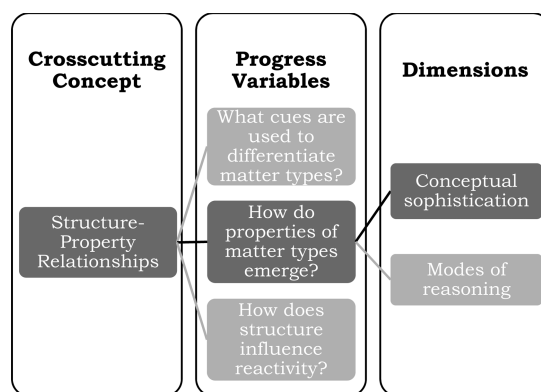 Crosscutting
Concept
Structure-
Property
Relationships
Progress
Variables
What cues are
used to
differentiate
matter types?
How do
properties of
matter types
emerge?
How does
structure
influence
reactivity?
Dimensions
Conceptual
sophistication
Modes of
reasoning